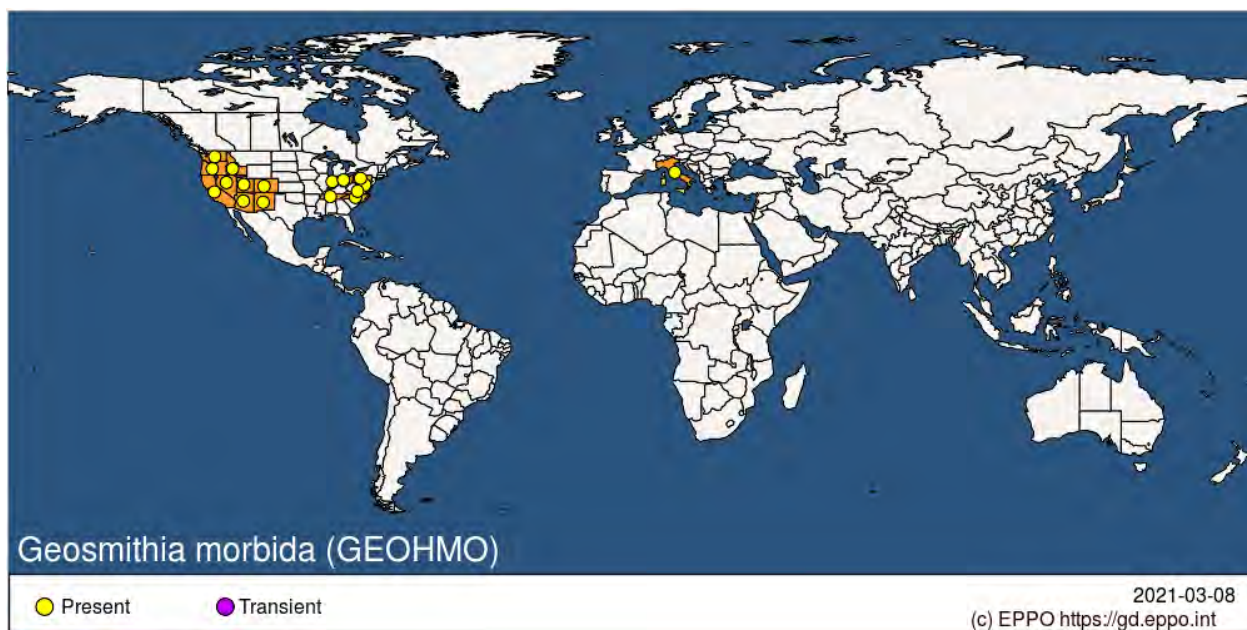 Geosmithia morbida (GEOHMO)
Present
Transient
2021-03-08
(c) EPPO https://gd.eppo.int